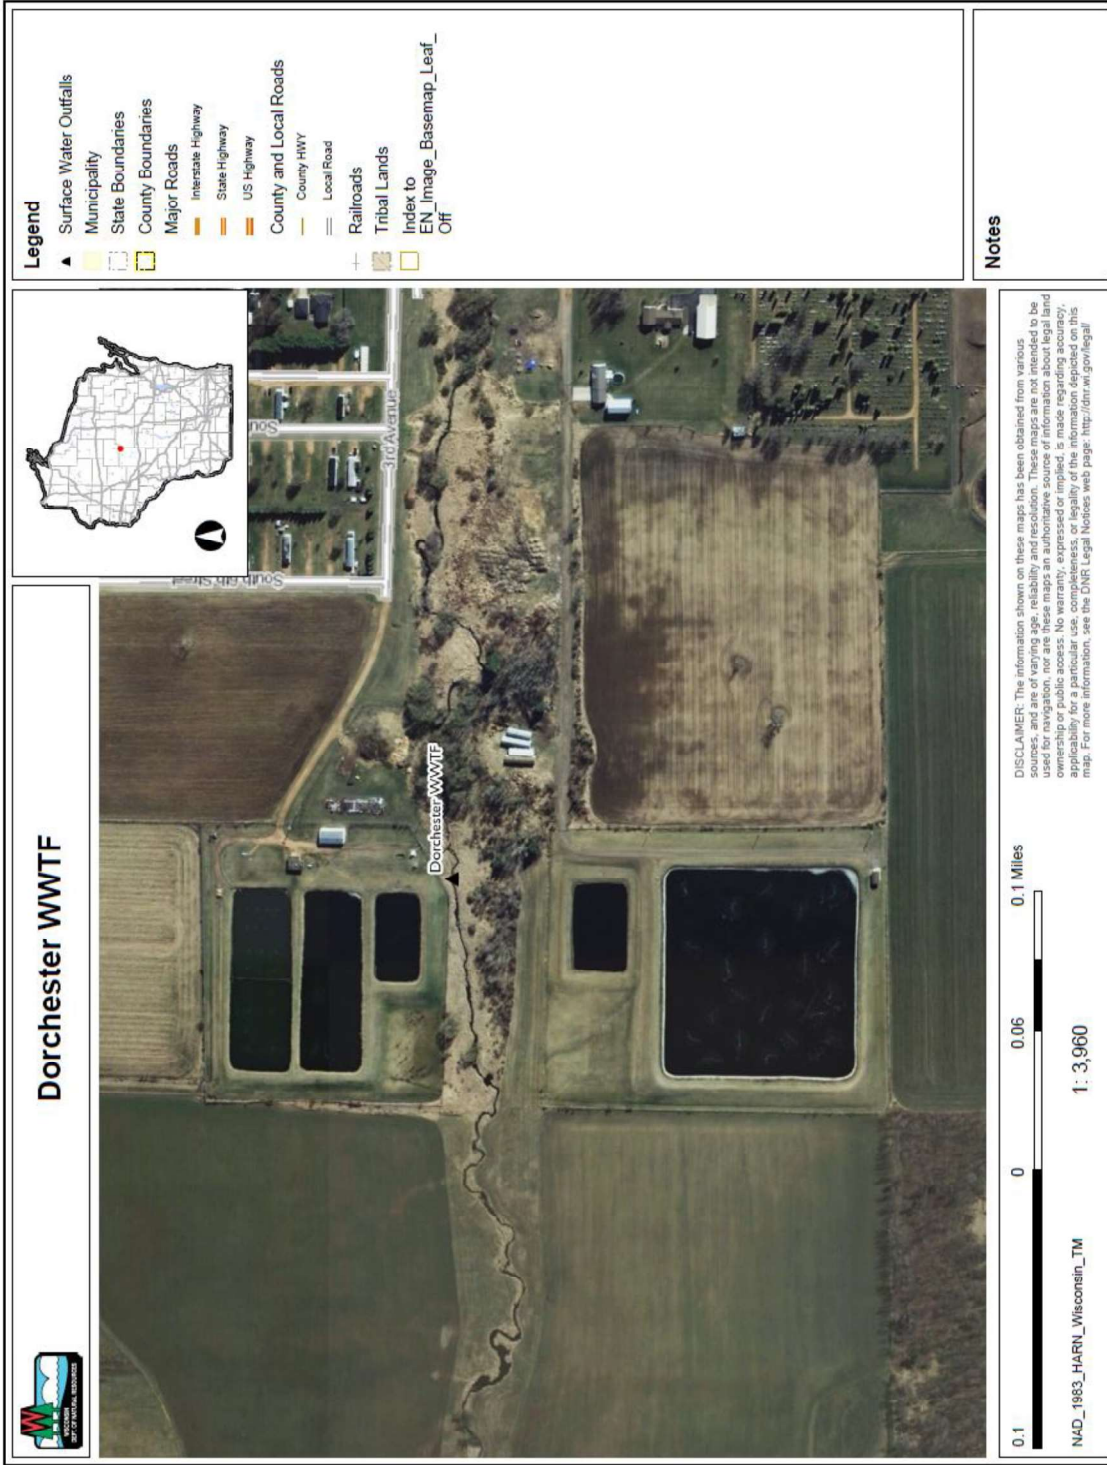 WISCONSIN
DEPT. OF NATURAL RESOURCES
Dorchester WWTF
Legend
Surface Water Outfalls
Municipality
State Boundaries
County Boundaries
Major Roads
Interstate Highway
State Highway
US Highway
County and Local Roads
County HWY
Local Road
Railroads
Tribal Lands
Index to
EN_Image_Basemap_Leaf_
Off
South 6th Street
Sou
3rd Avenue
Dorchester WWTF
0.1
0
0.06
0.1 Miles
NAD_1983_HARN_Wisconsin_TM
1: 3,960
DISCLAIMER: The information shown on these maps has been obtained from various
sources, and are of varying age, reliability and resolution. These maps are not intended to be
used for navigation, nor are these maps an authoritative source of information about legal land
ownership or public access. No warranty, expressed or implied, is made regarding accuracy,
applicability for a particular use, completeness, or legality of the information depicted on this
map. For more information, see the DNR Legal Notices web page: http://dnr.wi.gov/legal/
Notes